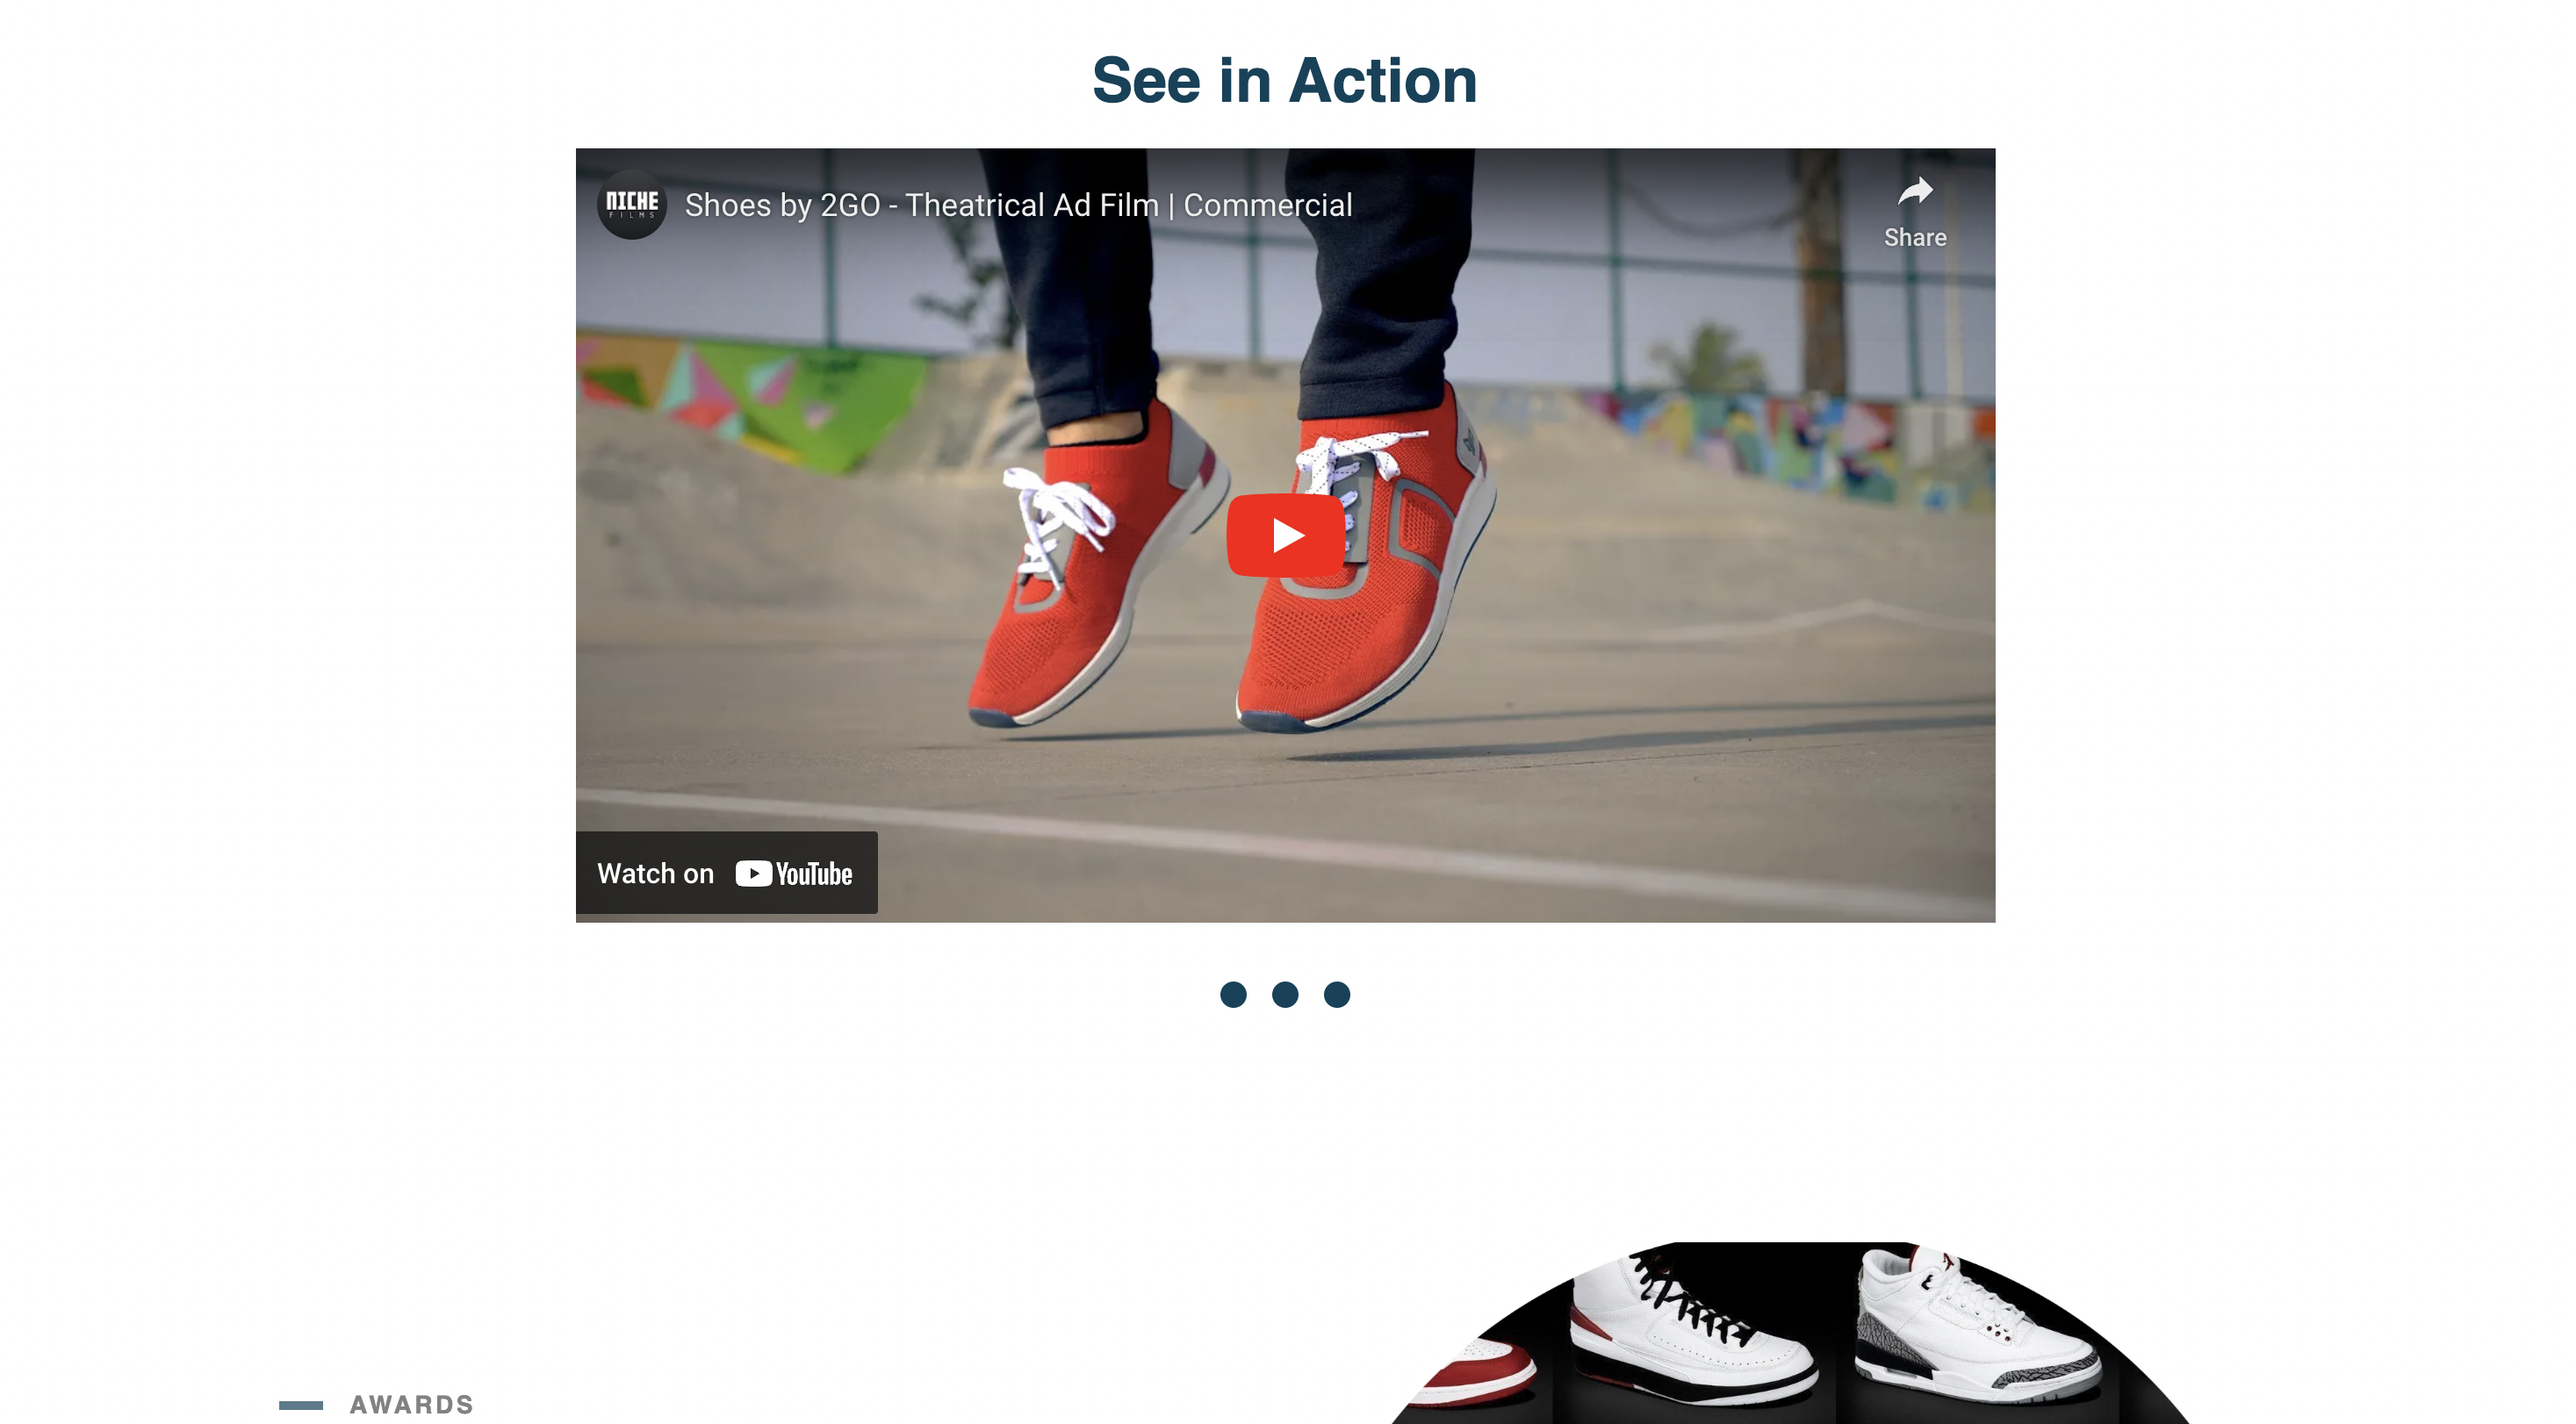 See in Action
NICHE
FILMS
Shoes by 2GO - Theatrical Ad Film | Commercial
Share
Watch on YouTube
AWARDS